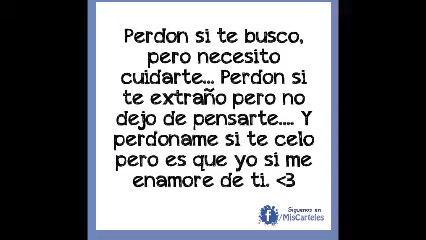 Perdon si te busco,
pero necesito
cuidarte... Perdon si
te extraño pero no
dejo de pensarte.... Y
perdoname si te celo
pero es que yo si me
enamore de ti. <3
Siguenos en
f/MisCarteles